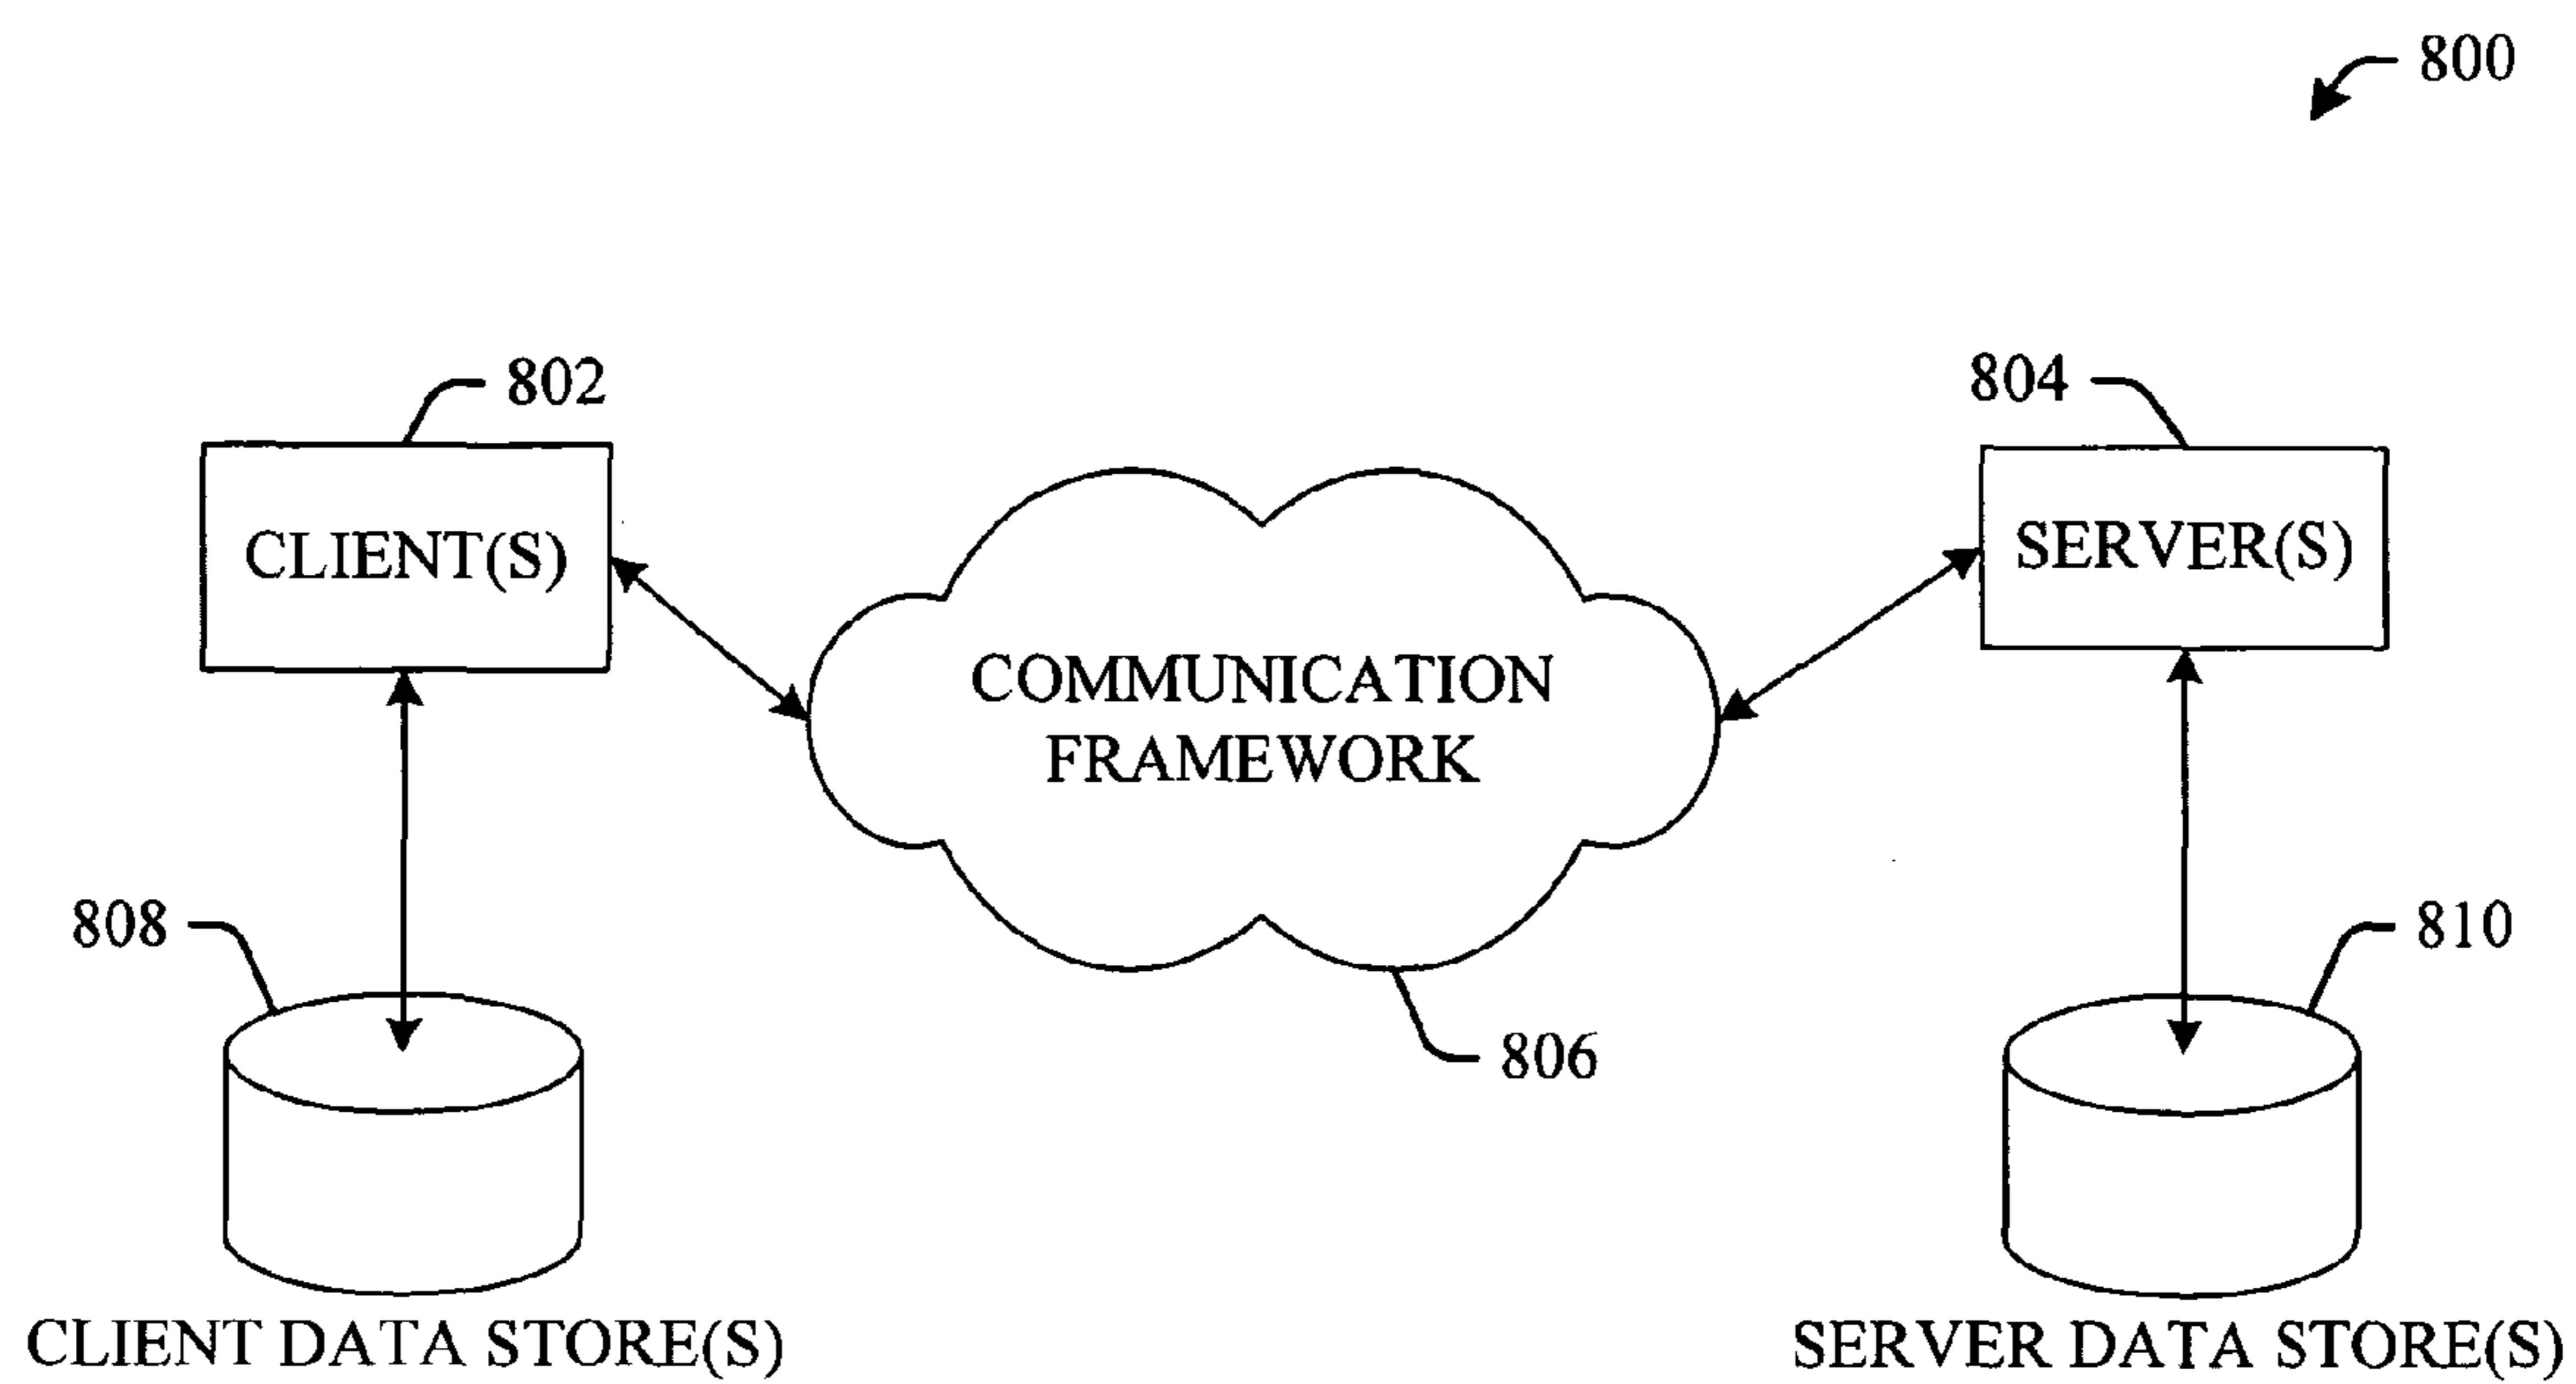 800
802
804
CLIENT(S)
SERVER(S)
COMMUNICATION
FRAMEWORK
808
810
806
CLIENT DATA STORE(S)
SERVER DATA STORE(S)